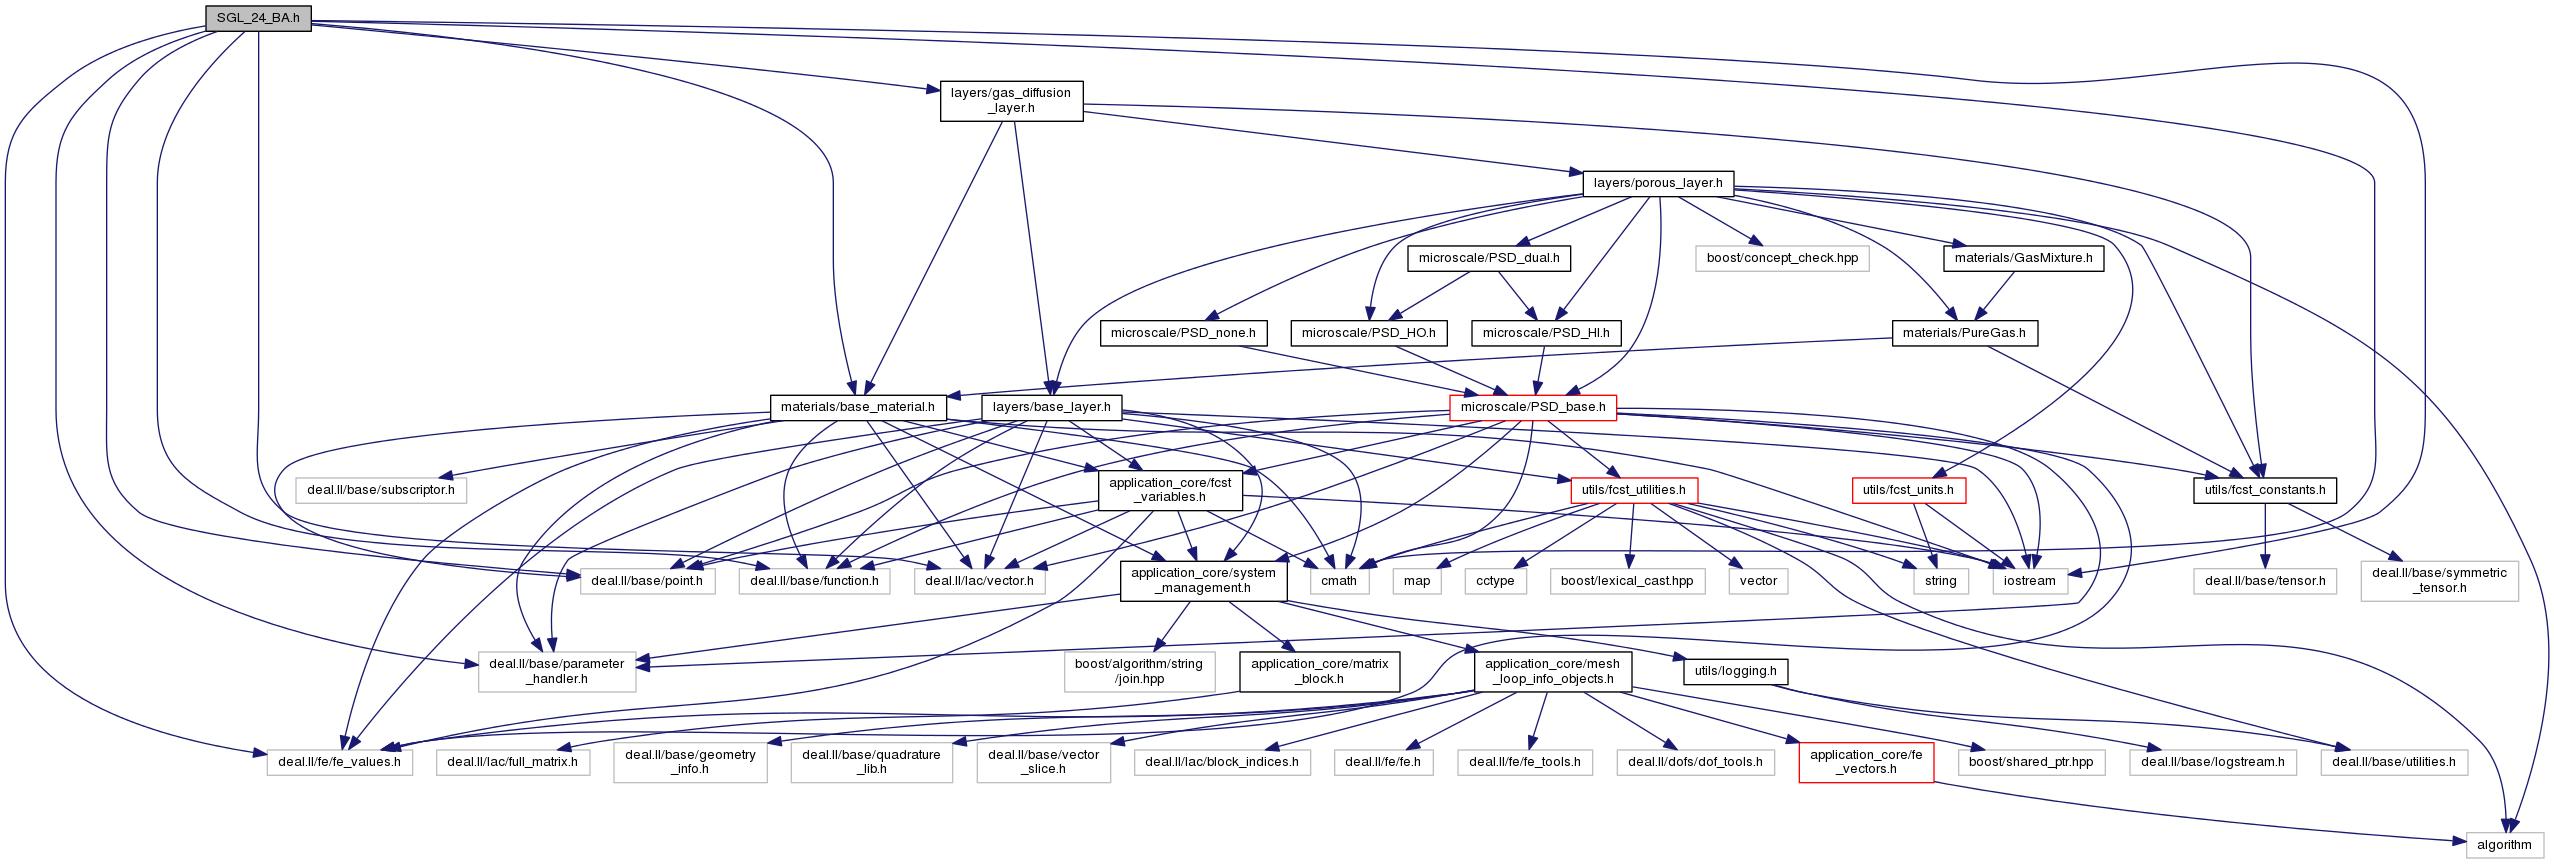 SGL_24_BA.h
layers/gas_diffusion
_layer.h
layers/porous_layer.h
microscale/PSD_dual.h
boost/concept_check.hpp
materials/GasMixture.h
microscale/PSD_none.h
microscale/PSD_HO.h
microscale/PSD_HI.h
materials/PureGas.h
materials/base_material.h
layers/base_layer.h
microscale/PSD_base.h
deal.II/base/subscriptor.h
application_core/fcst
_variables.h
utils/fcst_utilities.h
utils/fcst_units.h
utils/fcst_constants.h
deal.II/base/point.h
deal.II/base/function.h
deal.II/lac/vector.h
application_core/system
_management.h
cmath
map
cctype
boost/lexical_cast.hpp
vector
string
iostream
deal.II/base/tensor.h
deal.II/base/symmetric
_tensor.h
deal.II/base/parameter
_handler.h
boost/algorithm/string
/join.hpp
application_core/matrix
_block.h
application_core/mesh
_loop_info_objects.h
utils/logging.h
deal.II/fe/fe_values.h
deal.II/lac/full_matrix.h
deal.II/base/geometry
_info.h
deal.II/base/quadrature
_lib.h
deal.II/base/vector
_slice.h
deal.II/lac/block_indices.h
deal.II/fe/fe.h
deal.II/fe/fe_tools.h
deal.II/dofs/dof_tools.h
application_core/fe
_vectors.h
boost/shared_ptr.hpp
deal.II/base/logstream.h
deal.II/base/utilities.h
algorithm